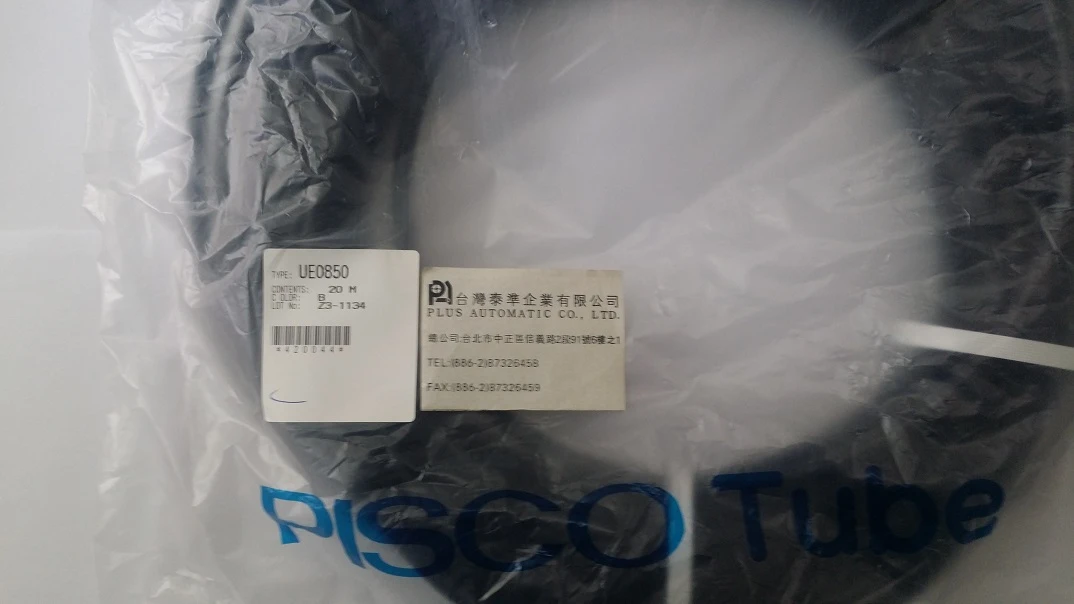 TYPE: UE0850
CONTENTS: 20 M
COLOR: B
LOT No: Z3-1134
*420044*
台灣泰準企業有限公司
PLUS AUTOMATIC CO., LTD.
總公司:台北市中正區信義路2段91號6樓之1
TEL:(886-2)87326458
FAX:(886-2)87326459
PISCO Tube